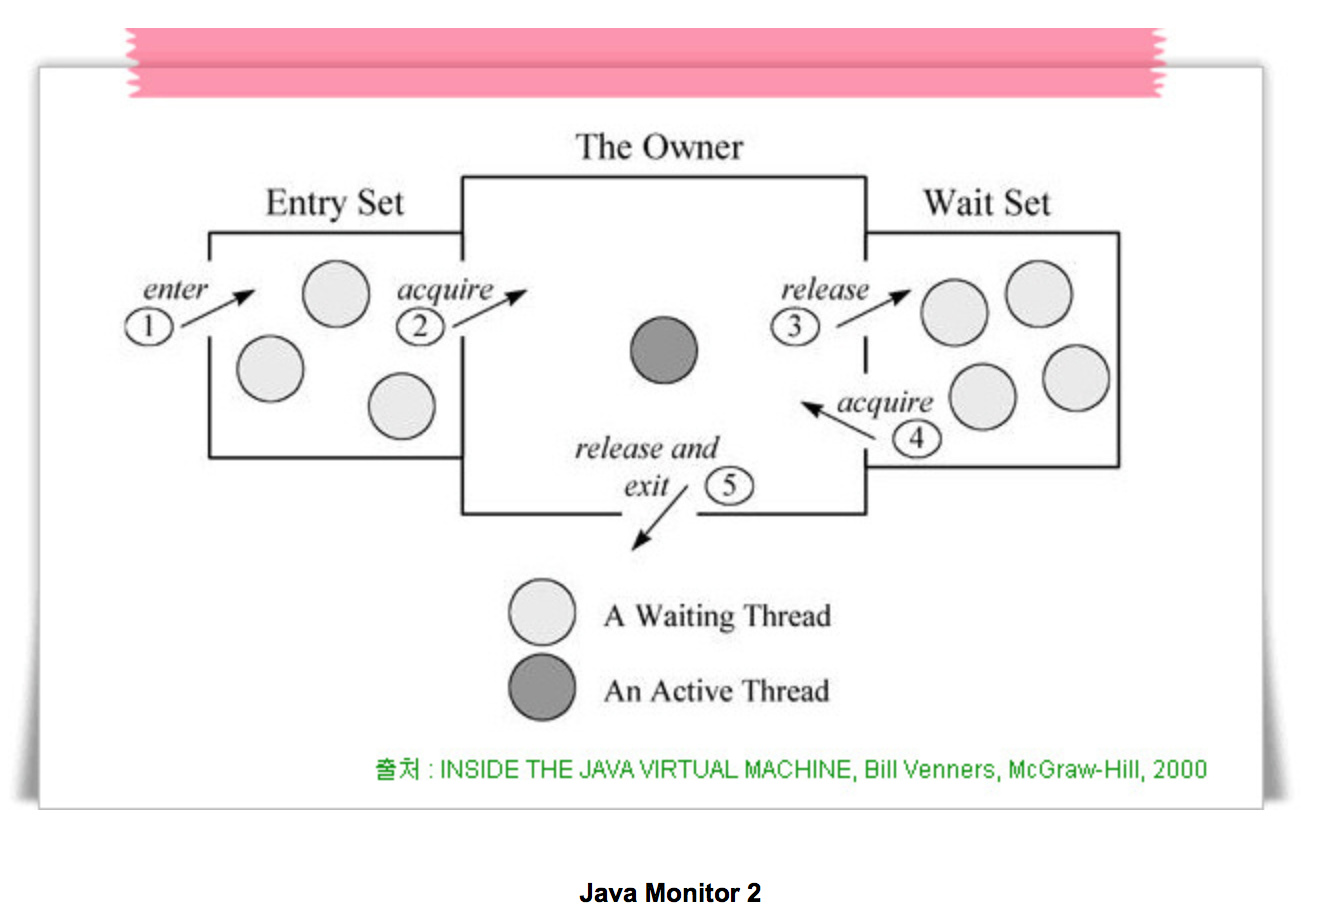 The Owner
Entry Set
Wait Set
enter
1
acquire
2
release
3
acquire
4
release and
exit
5
A Waiting Thread
An Active Thread
출처 : INSIDE THE JAVA VIRTUAL MACHINE, Bill Venners, McGraw-Hill, 2000
Java Monitor 2